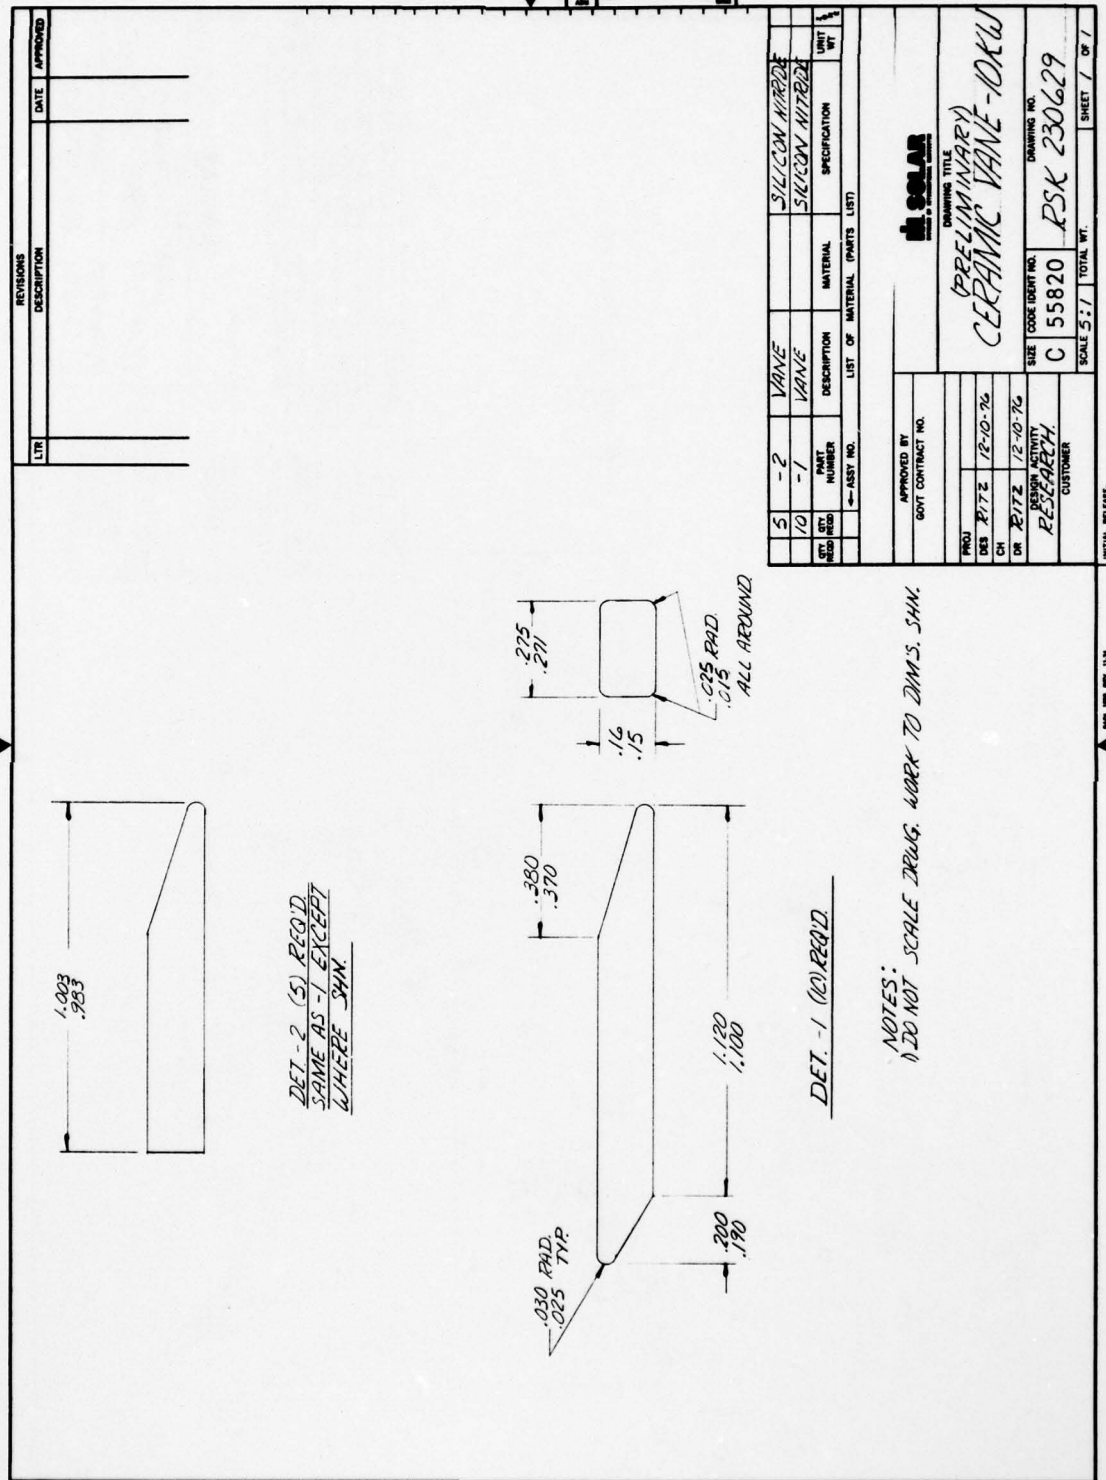 REVISIONS
LTR DESCRIPTION DATE APPROVED
1.003
.983
DET - 2 (5) REQ'D.
SAME AS -1 EXCEPT
WHERE SHN.
.030 RAD.
.025 TYP.
.380
.370
.200
.190
1.120
1.100
DET. -1 (10) REQ'D.
.275
.271
.16
.15
.025 RAD.
.015
ALL AROUND.
NOTES:
1) DO NOT SCALE DRWG. WORK TO DIM'S. SHN.
5 -2 VANE SILICON NITRIDE
10 -1 VANE SILICON NITRIDE
QTY REQD QTY REQD PART NUMBER DESCRIPTION MATERIAL SPECIFICATION UNIT WT
ASSY NO. LIST OF MATERIAL (PARTS LIST)
APPROVED BY
GOVT CONTRACT NO.
SOLAR
PROJ
DES RITZ 12-10-76
CH
DR RITZ 12-10-76
DESIGN ACTIVITY
RESEARCH.
CUSTOMER
DRAWING TITLE
(PRELIMINARY)
CERAMIC VANE - 10KW
SIZE CODE IDENT NO. DRAWING NO.
C 55820 RSK 230629
SCALE 5:1 TOTAL WT. SHEET 1 OF 1